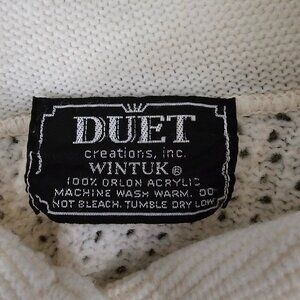 DUET
creations, inc.
WINTUK®
100% ORLON ACRYLIC
MACHINE WASH WARM. DO
NOT BLEACH. TUMBLE DRY LOW